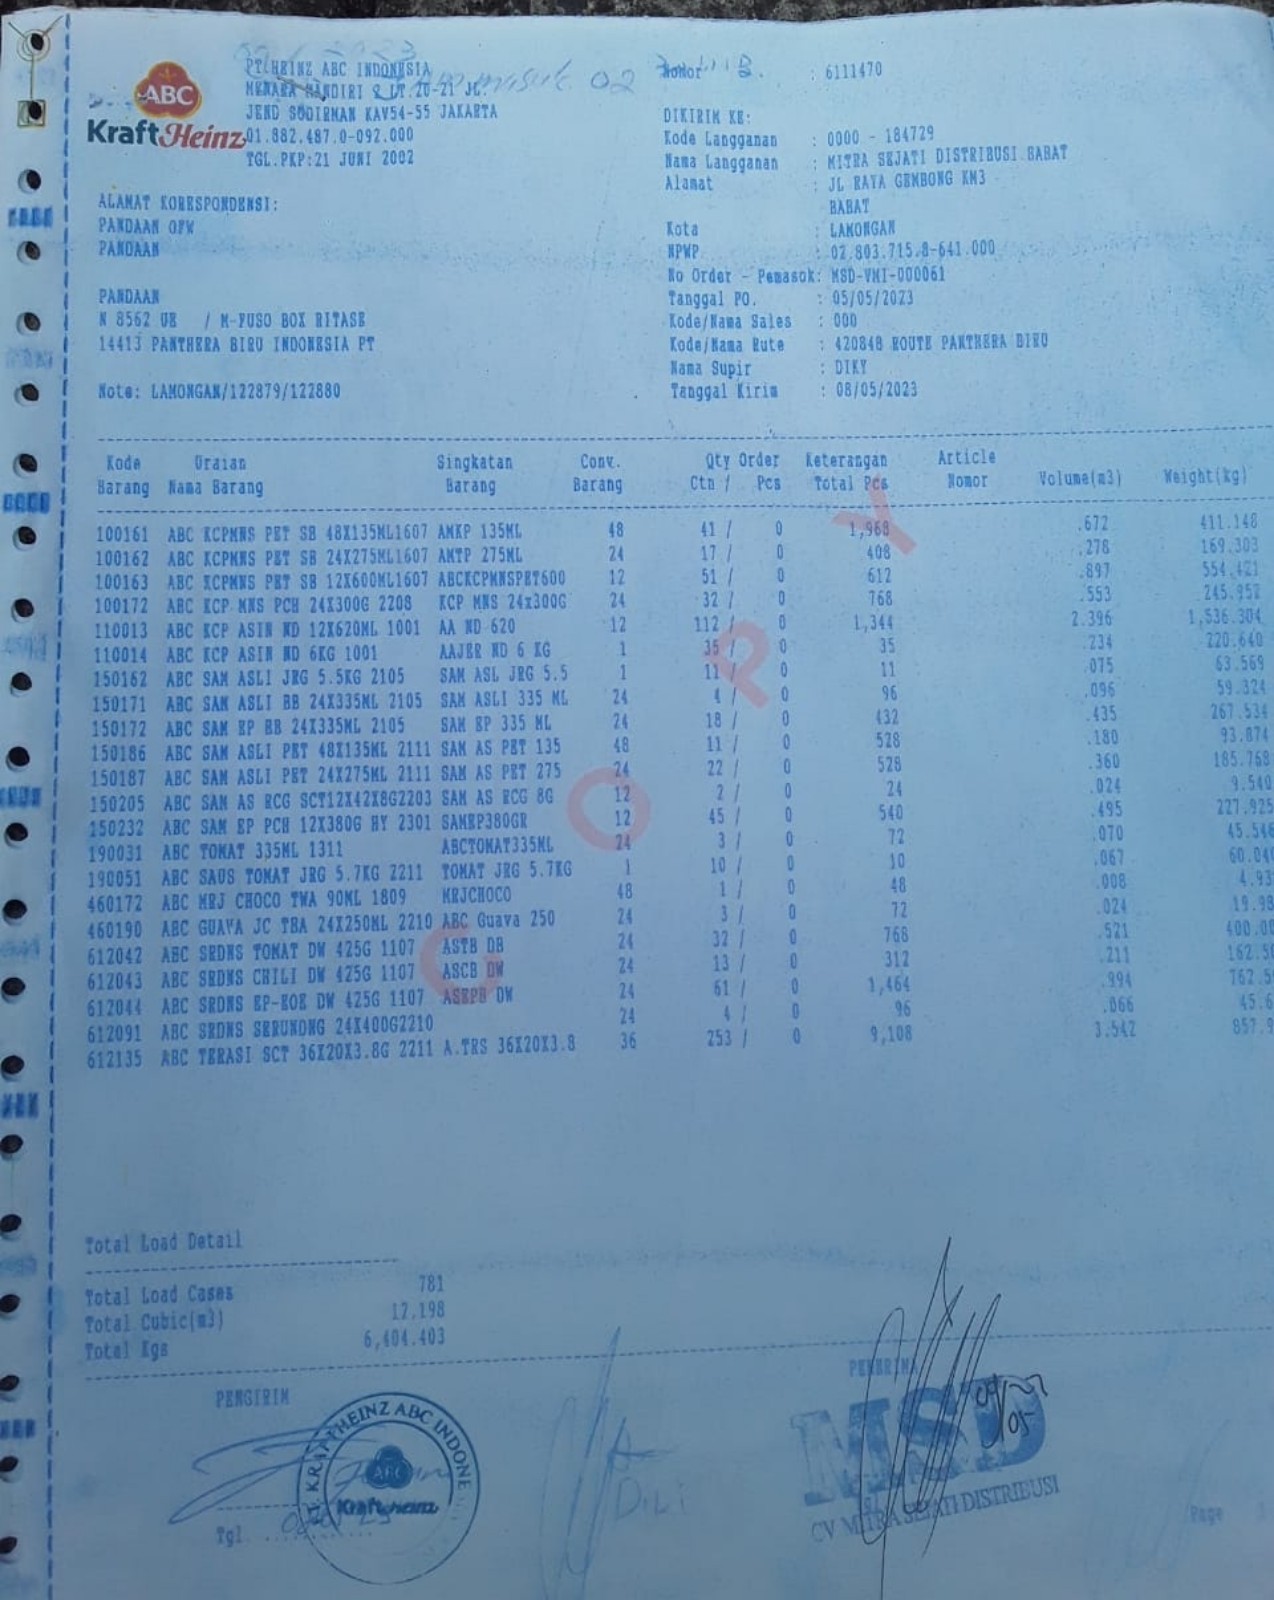 ABC
KraftHeinz
PT.HEINZ ABC INDONESIA
MENARA MANDIRI 2 LT.20-21 JL.
JEND SUDIRMAN KAV54-55 JAKARTA
01.882.487.0-092.000
TGL.PKP:21 JUNI 2002
Nomor : 6111470
DIKIRIM KE:
Kode Langganan : 0000 - 184729
Nama Langganan : MITRA SEJATI DISTRIBUSI BABAT
Alamat : JL RAYA GEMBONG KM3
BABAT
Kota : LAMONGAN
NPWP : 02.803.715.8-641.000
No Order - Pemasok: MSD-VMI-000061
Tanggal PO. : 05/05/2023
Kode/Nama Sales : 000
Kode/Nama Rute : 420848 ROUTE PANTHERA BIRU
Nama Supir : DIKY
Tanggal Kirim : 08/05/2023
ALAMAT KORESPONDENSI:
PANDAAN OFW
PANDAAN
PANDAAN
N 8562 UE / M-FUSO BOX RITASE
14413 PANTHERA BIRU INDONESIA PT
Note: LAMONGAN/122879/122880
Kode Uraian Singkatan Conv. Qty Order Keterangan Article
Barang Nama Barang Barang Barang Ctn / Pcs Total Pcs Nomor Volume(m3) Weight(kg)
100161 ABC KCPMNS PET SB 48X135ML1607 AMKP 135ML 48 41 / 0 1,968 .672 411.148
100162 ABC KCPMNS PET SB 24X275ML1607 AMTP 275ML 24 17 / 0 408 .278 169.303
100163 ABC KCPMNS PET SB 12X600ML1607 ABCKCPMNSPET600 12 51 / 0 612 .897 554.421
100172 ABC KCP MNS PCH 24X300G 2208 KCP MNS 24x300G 24 32 / 0 768 .553 245.952
110013 ABC KCP ASIN ND 12X620ML 1001 AA ND 620 12 112 / 0 1,344 2.396 1,536.304
110014 ABC KCP ASIN ND 6KG 1001 AAJER ND 6 KG 1 35 / 0 35 .234 220.640
150162 ABC SAM ASLI JRG 5.5KG 2105 SAM ASL JRG 5.5 1 11 / 0 11 .075 63.569
150171 ABC SAM ASLI BB 24X335ML 2105 SAM ASLI 335 ML 24 4 / 0 96 .096 59.324
150172 ABC SAM EP BB 24X335ML 2105 SAM EP 335 ML 24 18 / 0 432 .435 267.534
150186 ABC SAM ASLI PET 48X135ML 2111 SAM AS PET 135 48 11 / 0 528 .180 93.874
150187 ABC SAM ASLI PET 24X275ML 2111 SAM AS PET 275 24 22 / 0 528 .360 185.768
150205 ABC SAM AS RCG SCT12X42X8G2203 SAM AS RCG 8G 12 2 / 0 24 .024 9.540
150232 ABC SAM EP PCH 12X380G HY 2301 SAMEP380GR 12 45 / 0 540 .495 227.925
190031 ABC TOMAT 335ML 1311 ABCTOMAT335ML 24 3 / 0 72 .070 45.546
190051 ABC SAUS TOMAT JRG 5.7KG 2211 TOMAT JRG 5.7KG 1 10 / 0 10 .067 60.040
460172 ABC MRJ CHOCO TWA 90ML 1809 MRJCHOCO 48 1 / 0 48 .008 4.93
460190 ABC GUAVA JC TBA 24X250ML 2210 ABC Guava 250 24 3 / 0 72 .024 19.98
612042 ABC SRDNS TOMAT DW 425G 1107 ASTB DB 24 32 / 0 768 .521 400.00
612043 ABC SRDNS CHILI DW 425G 1107 ASCB DW 24 13 / 0 312 .211 162.50
612044 ABC SRDNS EP-EOE DW 425G 1107 ASEPB DW 24 61 / 0 1,464 .994 762.5
612091 ABC SRDNS SERUNDNG 24X400G2210 24 4 / 0 96 .066 45.6
612135 ABC TERASI SCT 36X20X3.8G 2211 A.TRS 36X20X3.8 36 253 / 0 9,108 3.542 857.9
COPY
Total Load Detail
Total Load Cases 781
Total Cubic(m3) 12.198
Total Kgs 6,404.403
PENGIRIM
PENERIMA
PT. KRAFT HEINZ ABC INDONE
ABC
KraftHeinz
Tgl.
DILI
MSD
09/05
CV MITRA SEJATI DISTRIBUSI
Page